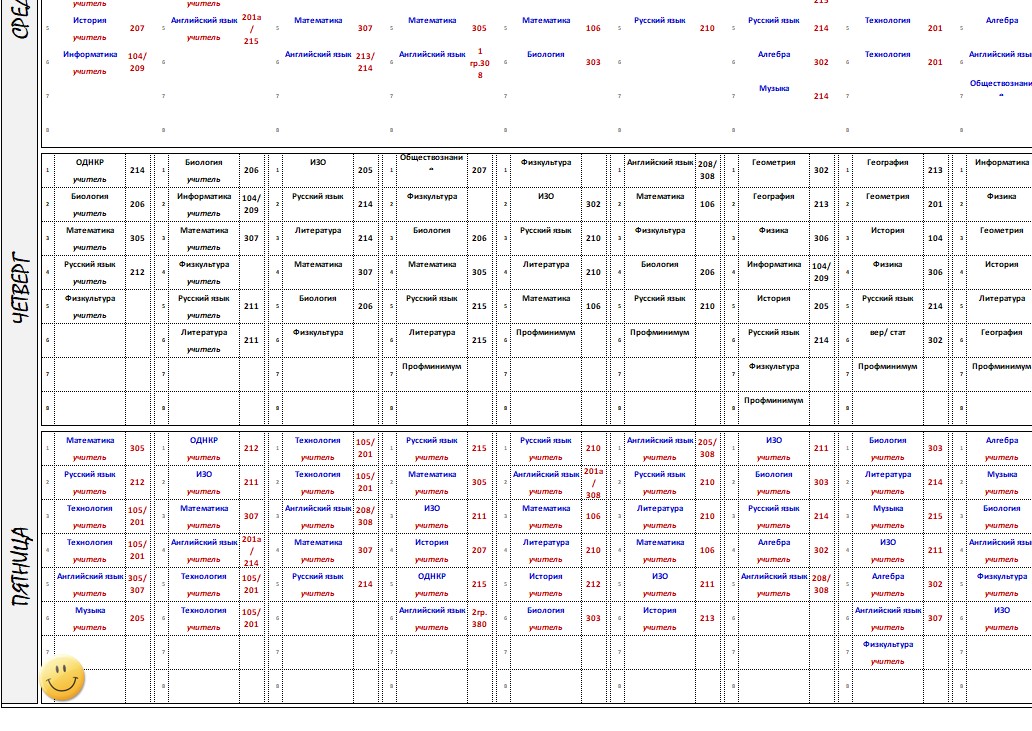 СРЕД
учитель учитель 213
5 История 207 5 Английский язык 201а 5 Математика 307 5 Математика 305 5 Математика 106 5 Русский язык 210 5 Русский язык 214 5 Технология 201 5 Алгебра
учитель учитель /
215
6 Информатика 104/ 6 6 Английский язык 213/ 6 Английский язык 1 6 Биология 303 6 6 Алгебра 302 6 Технология 201 6 Английский язы
учитель 209 214 гр.30
8
7 7 7 7 7 7 7 Музыка 214 7 7 Обществознани
8 8 8 8 8 8 8 8 8
ЧЕТВЕРГ
1 ОДНКР 214 1 Биология 206 1 ИЗО 205 1 Обществознани 207 1 Физкультура 1 Английский язык 208/ 1 Геометрия 302 1 География 213 1 Информатика
учитель учитель 308
2 Биология 206 2 Информатика 104/ 2 Русский язык 214 2 Физкультура 2 ИЗО 302 2 Математика 106 2 География 213 2 Геометрия 201 2 Физика
учитель учитель 209
3 Математика 305 3 Математика 307 3 Литература 214 3 Биология 206 3 Русский язык 210 3 Физкультура 3 Физика 306 3 История 104 3 Геометрия
учитель учитель
4 Русский язык 212 4 Физкультура 4 Математика 307 4 Математика 305 4 Литература 210 4 Биология 206 4 Информатика 104/ 4 Физика 306 4 История
учитель учитель 209
5 Физкультура 5 Русский язык 211 5 Биология 206 5 Русский язык 215 5 Математика 106 5 Русский язык 210 5 История 205 5 Русский язык 214 5 Литература
учитель учитель
6 6 Литература 211 6 Физкультура 6 Литература 215 6 Профминимум 6 Профминимум 6 Русский язык 214 6 вер/ стат 302 6 География
учитель
7 7 7 7 Профминимум 7 7 7 Физкультура 7 Профминимум 7 Профминимум
8 8 8 8 8 8 8 Профминимум 8 8
ПЯТНИЦА
1 Математика 305 1 ОДНКР 212 1 Технология 105/ 1 Русский язык 215 1 Русский язык 210 1 Английский язык 205/ 1 ИЗО 211 1 Биология 303 1 Алгебра
учитель учитель учитель 201 учитель учитель учитель 308 учитель учитель учитель
2 Русский язык 212 2 ИЗО 211 2 Технология 105/ 2 Математика 305 2 Английский язык 201а 2 Русский язык 210 2 Биология 303 2 Литература 214 2 Музыка
учитель учитель учитель 201 учитель учитель / учитель учитель учитель учитель
308
3 Технология 105/ 3 Математика 307 3 Английский язык 208/ 3 ИЗО 211 3 Математика 106 3 Литература 210 3 Русский язык 214 3 Музыка 215 3 Биология
учитель 201 учитель учитель 308 учитель учитель учитель учитель учитель учитель
4 Технология 105/ 4 Английский язык 201а 4 Математика 307 4 История 207 4 Литература 210 4 Математика 106 4 Алгебра 302 4 ИЗО 211 4 Английский язы
учитель 201 учитель / учитель учитель учитель учитель учитель учитель учитель
214
5 Английский язык 305/ 5 Технология 105/ 5 Русский язык 214 5 ОДНКР 215 5 История 212 5 ИЗО 211 5 Английский язык 208/ 5 Алгебра 302 5 Физкультура
учитель 307 учитель 201 учитель учитель учитель учитель учитель 308 учитель учитель
6 Музыка 205 6 Технология 105/ 6 6 Английский язык 2гр. 6 Биология 303 6 История 213 6 6 Английский язык 307 6 ИЗО
учитель учитель 201 учитель 380 учитель учитель учитель учитель
7 7 7 7 7 7 7 7 Физкультура 7
учитель
8 8 8 8 8 8 8 8